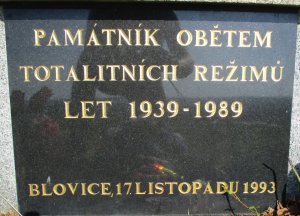 PAMÁTNÍK OBĚTEM
TOTALITNÍCH REŽIMŮ
LET 1939-1989
BLOVICE, 17. LISTOPADU 1993